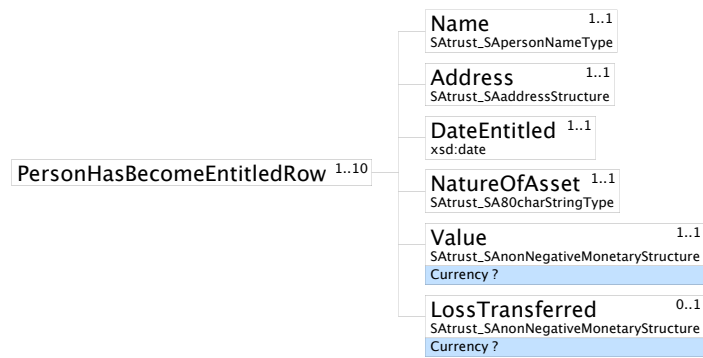 Name 1..1
SAtrust_SApersonNameType
Address 1..1
SAtrust_SAaddressStructure
DateEntitled 1..1
xsd:date
PersonHasBecomeEntitledRow 1..10
NatureOfAsset 1..1
SAtrust_SA80charStringType
Value 1..1
SAtrust_SAnonNegativeMonetaryStructure
Currency ?
LossTransferred 0..1
SAtrust_SAnonNegativeMonetaryStructure
Currency ?